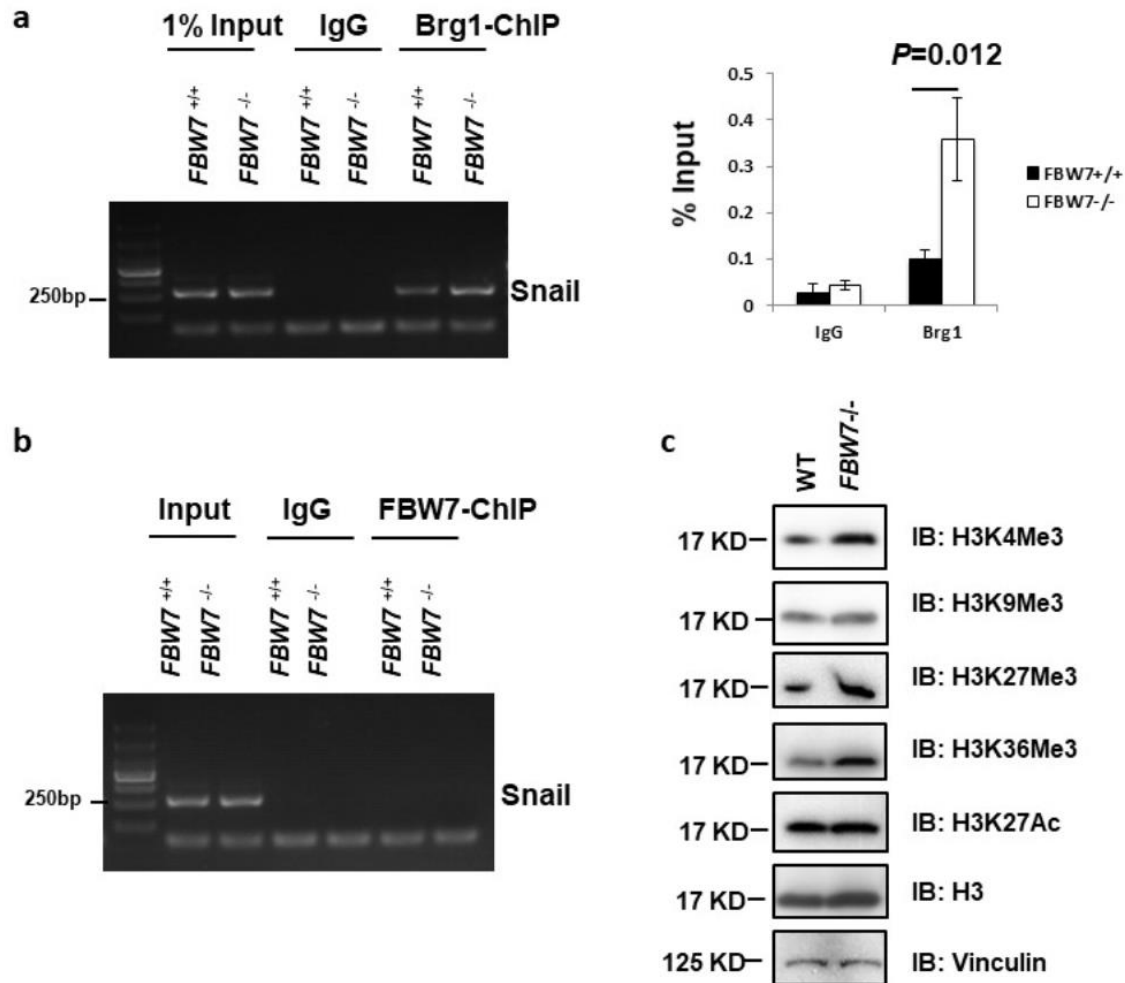 a
1% Input IgG Brg1-ChIP
FBW7 +/+ FBW7 -/- FBW7 +/+ FBW7 -/- FBW7 +/+ FBW7 -/-
250bp
Snail
P=0.012
% Input
0.5
0.4
0.3
0.2
0.1
0
IgG Brg1
FBW7+/+
FBW7-/-
b
Input IgG FBW7-ChIP
FBW7 +/+ FBW7 -/- FBW7 +/+ FBW7 -/- FBW7 +/+ FBW7 -/-
250bp
Snail
c
WT FBW7-/-
17 KD IB: H3K4Me3
17 KD IB: H3K9Me3
17 KD IB: H3K27Me3
17 KD IB: H3K36Me3
17 KD IB: H3K27Ac
17 KD IB: H3
125 KD IB: Vinculin